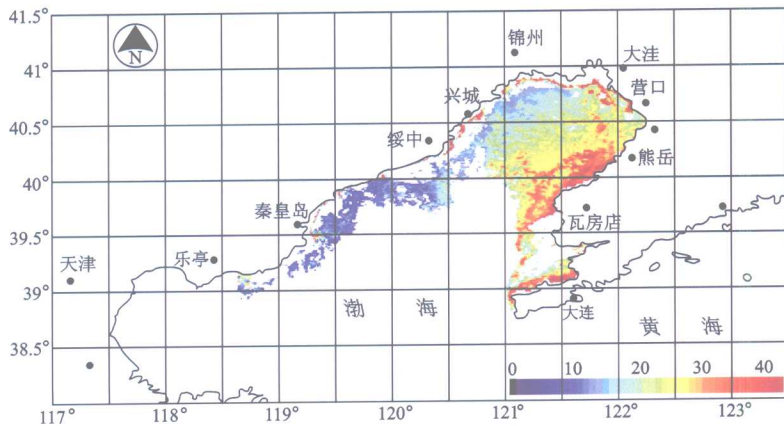 41.5°
41°
40.5°
40°
39.5°
39°
38.5°
N
锦州
大洼
营口
兴城
绥中
熊岳
秦皇岛
瓦房店
乐亭
天津
大连
渤 海
黄 海
0 10 20 30 40
117° 118° 119° 120° 121° 122° 123°